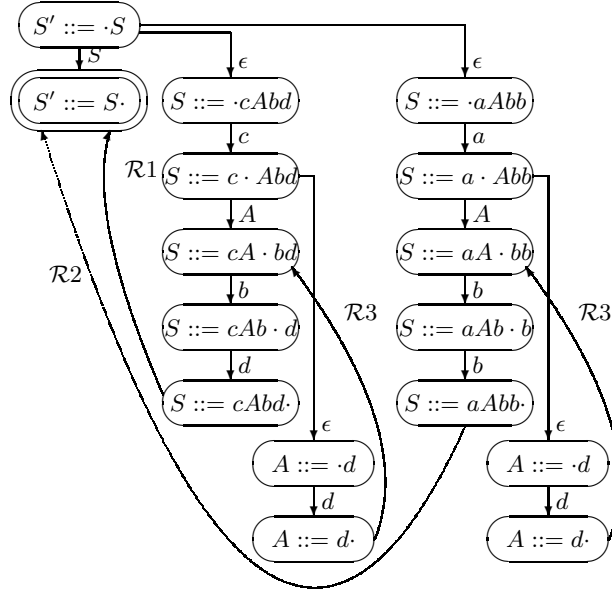 S′ ::= ·S
S
ϵ
ϵ
S′ ::= S·
S ::= ·cAbd
S ::= ·aAbb
c
a
R1
S ::= c · Abd
S ::= a · Abb
A
A
S ::= cA · bd
S ::= aA · bb
R2
b
R3
b
R3
S ::= cAb · d
S ::= aAb · b
d
b
S ::= cAbd·
S ::= aAbb·
ϵ
ϵ
A ::= ·d
A ::= ·d
d
d
A ::= d·
A ::= d·